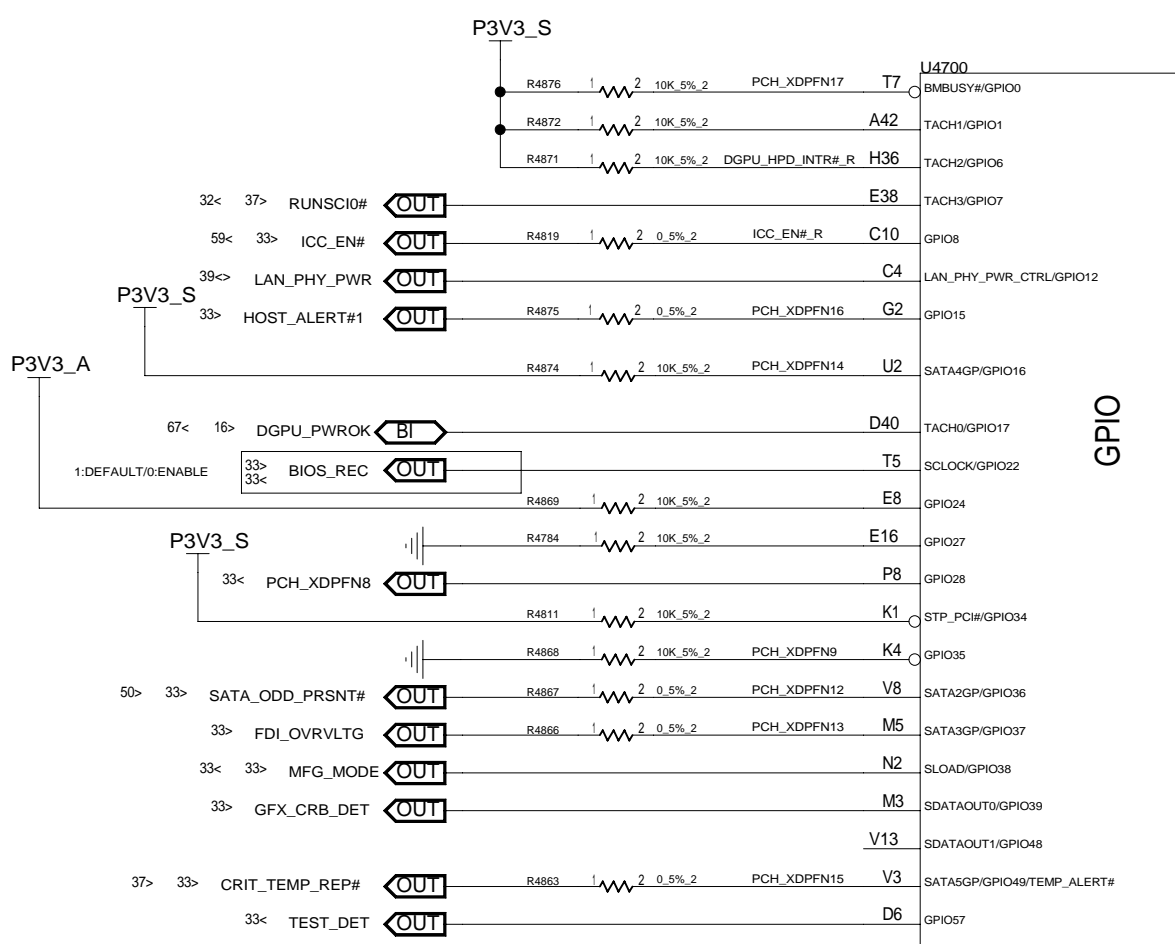 P3V3_S
U4700
R4876 1 2 10K_5%_2 PCH_XDPFN17 T7 BMBUSY#/GPIO0
R4872 1 2 10K_5%_2 A42 TACH1/GPIO1
R4871 1 2 10K_5%_2 DGPU_HPD_INTR#_R H36 TACH2/GPIO6
32< 37> RUNSCI0# OUT E38 TACH3/GPIO7
59< 33> ICC_EN# OUT R4819 1 2 0_5%_2 ICC_EN#_R C10 GPIO8
39<> LAN_PHY_PWR OUT C4 LAN_PHY_PWR_CTRL/GPIO12
P3V3_S
33> HOST_ALERT#1 OUT R4875 1 2 0_5%_2 PCH_XDPFN16 G2 GPIO15
P3V3_A
R4874 1 2 10K_5%_2 PCH_XDPFN14 U2 SATA4GP/GPIO16
GPIO
67< 16> DGPU_PWROK BI D40 TACH0/GPIO17
1:DEFAULT/0:ENABLE 33> 33< BIOS_REC OUT T5 SCLOCK/GPIO22
R4869 1 2 10K_5%_2 E8 GPIO24
P3V3_S
R4784 1 2 10K_5%_2 E16 GPIO27
33< PCH_XDPFN8 OUT P8 GPIO28
R4811 1 2 10K_5%_2 K1 STP_PCI#/GPIO34
R4868 1 2 10K_5%_2 PCH_XDPFN9 K4 GPIO35
50> 33> SATA_ODD_PRSNT# OUT R4867 1 2 0_5%_2 PCH_XDPFN12 V8 SATA2GP/GPIO36
33> FDI_OVRVLTG OUT R4866 1 2 0_5%_2 PCH_XDPFN13 M5 SATA3GP/GPIO37
33< 33> MFG_MODE OUT N2 SLOAD/GPIO38
33> GFX_CRB_DET OUT M3 SDATAOUT0/GPIO39
V13 SDATAOUT1/GPIO48
37> 33> CRIT_TEMP_REP# OUT R4863 1 2 0_5%_2 PCH_XDPFN15 V3 SATA5GP/GPIO49/TEMP_ALERT#
33< TEST_DET OUT D6 GPIO57